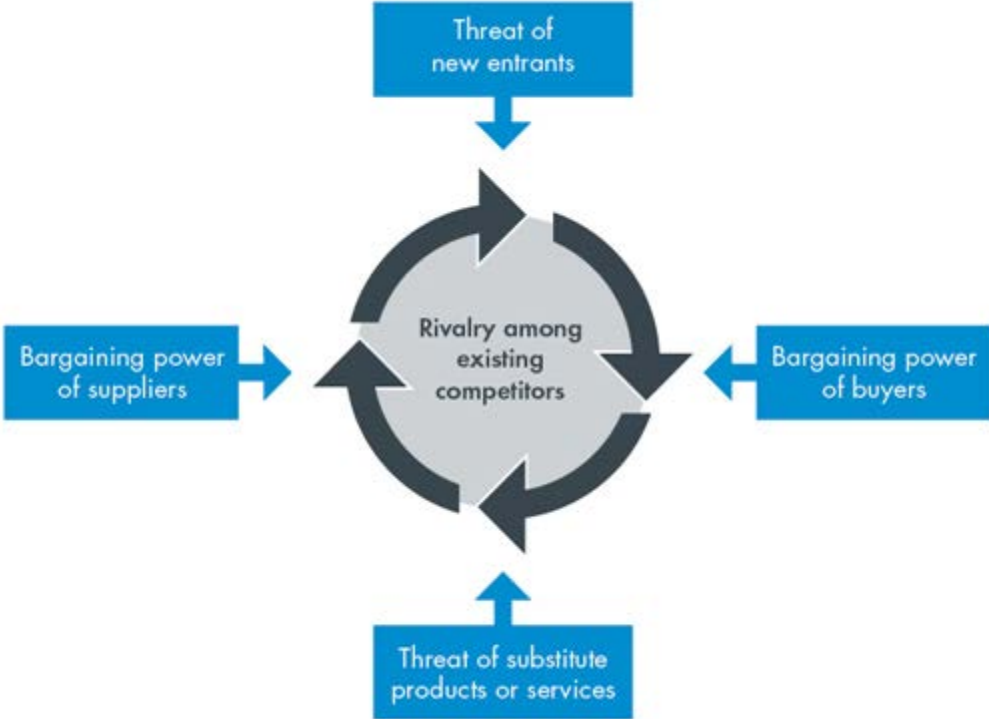 Threat of
new entrants
Bargaining power
of suppliers
Rivalry among
existing
competitors
Bargaining power
of buyers
Threat of substitute
products or services